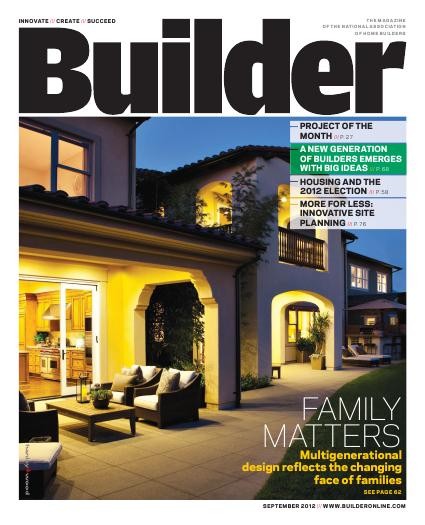 INNOVATE /// CREATE /// SUCCEED
THE MAGAZINE
OF THE NATIONAL ASSOCIATION
OF HOME BUILDERS
Builder
PROJECT OF THE
MONTH /// P.27
A NEW GENERATION
OF BUILDERS EMERGES
WITH BIG IDEAS /// P.68
HOUSING AND THE
2012 ELECTION /// P.58
MORE FOR LESS:
INNOVATIVE SITE
PLANNING /// P.76
FAMILY
MATTERS
Multigenerational
design reflects the changing
face of families
SEE PAGE 62
hanley wood
SEPTEMBER 2012 /// WWW.BUILDERONLINE.COM